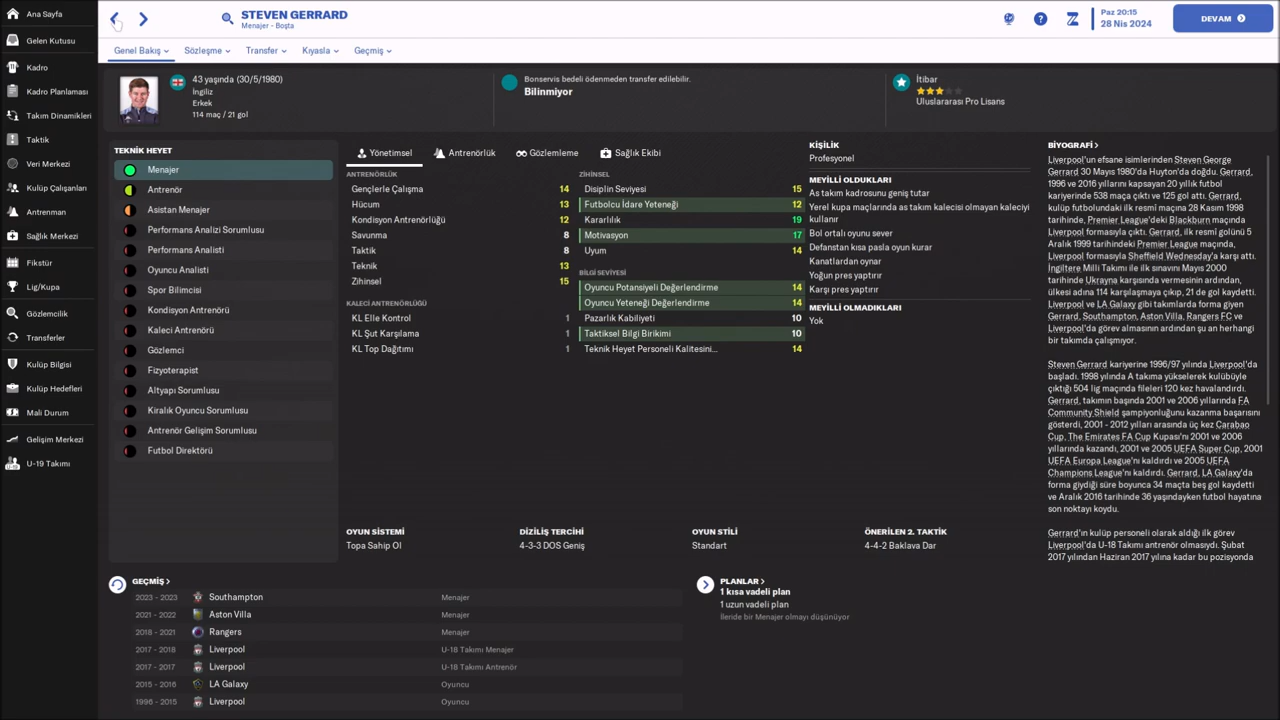 Ana Sayfa
Gelen Kutusu
Kadro
Kadro Planlaması
Takım Dinamikleri
Taktik
Veri Merkezi
Kulüp Çalışanları
Antrenman
Sağlık Merkezi
Fikstür
Lig/Kupa
Gözlemcilik
Transferler
Kulüp Bilgisi
Kulüp Hedefleri
Mali Durum
Gelişim Merkezi
U-19 Takımı
STEVEN GERRARD
Menajer - Boşta
Paz 20:15
28 Nis 2024
DEVAM
Genel Bakış
Sözleşme
Transfer
Kıyasla
Geçmiş
43 yaşında (30/5/1980)
İngiliz
Erkek
114 maç / 21 gol
Bonservis bedeli ödenmeden transfer edilebilir.
Bilinmiyor
İtibar
Uluslararası Pro Lisans
TEKNİK HEYET
Menajer
Antrenör
Asistan Menajer
Performans Analizi Sorumlusu
Performans Analisti
Oyuncu Analisti
Spor Bilimcisi
Kondisyon Antrenörü
Kaleci Antrenörü
Gözlemci
Fizyoterapist
Altyapı Sorumlusu
Kiralık Oyuncu Sorumlusu
Antrenör Gelişim Sorumlusu
Futbol Direktörü
Yönetimsel
Antrenörlük
Gözlemleme
Sağlık Ekibi
ANTRENÖRLÜK
Gençlerle Çalışma 14
Hücum 13
Kondisyon Antrenörlüğü 12
Savunma 8
Taktik 8
Teknik 13
Zihinsel 15
KALECİ ANTRENÖRLÜĞÜ
KL Elle Kontrol 1
KL Şut Karşılama 1
KL Top Dağıtımı 1
ZİHİNSEL
Disiplin Seviyesi 15
Futbolcu İdare Yeteneği 12
Kararlılık 19
Motivasyon 17
Uyum 14
BİLGİ SEVİYESİ
Oyuncu Potansiyeli Değerlendirme 14
Oyuncu Yeteneği Değerlendirme 14
Pazarlık Kabiliyeti 10
Taktiksel Bilgi Birikimi 10
Teknik Heyet Personeli Kalitesini... 14
KİŞİLİK
Profesyonel
MEYİLLİ OLDUKLARI
As takım kadrosunu geniş tutar
Yerel kupa maçlarında as takım kalecisi olmayan kaleciyi
kullanır
Bol ortalı oyunu sever
Defanstan kısa pasla oyun kurar
Kanatlardan oynar
Yoğun pres yaptırır
Karşı pres yaptırır
MEYİLLİ OLMADIKLARI
Yok
BİYOGRAFİ
Liverpool'un efsane isimlerinden Steven George
Gerrard 30 Mayıs 1980'da Huyton'da doğdu. Gerrard,
1996 ve 2016 yıllarını kapsayan 20 yıllık futbol
kariyerinde 538 maça çıktı ve 125 gol attı. Gerrard,
kulüp futbolundaki ilk resmî maçına 28 Kasım 1998
tarihinde, Premier League'deki Blackburn maçında
Liverpool formasıyla çıktı. Gerrard, ilk resmî golünü 5
Aralık 1999 tarihindeki Premier League maçında,
Liverpool formasıyla Sheffield Wednesday'a karşı attı.
İngiltere Milli Takımı ile ilk sınavını Mayıs 2000
tarihinde Ukrayna karşısında vermesinin ardından,
ülkesi adına 114 karşılaşmaya çıkıp, 21 de gol kaydetti.
Liverpool ve LA Galaxy gibi takımlarda forma giyen
Gerrard, Southampton, Aston Villa, Rangers FC ve
Liverpool'da görev almasının ardından şu an herhangi
bir takımda çalışmıyor.
Steven Gerrard kariyerine 1996/97 yılında Liverpool'da
başladı. 1998 yılında A takıma yükselerek kulübüyle
çıktığı 504 lig maçında fileleri 120 kez havalandırdı.
Gerrard, takımın başında 2001 ve 2006 yıllarında FA
Community Shield şampiyonluğunu kazanma başarısını
gösterdi, 2001 - 2012 yılları arasında üç kez Carabao
Cup, The Emirates FA Cup Kupası'nı 2001 ve 2006
yıllarında kazandı, 2001 ve 2005 UEFA Super Cup, 2001
UEFA Europa League'nı kaldırdı ve 2005 UEFA
Champions League'nı kaldırdı. Gerrard, LA Galaxy'da
forma giydiği süre boyunca 34 maçta beş gol kaydetti
ve Aralık 2016 tarihinde 36 yaşındayken futbol hayatına
son noktayı koydu.
Gerrard'ın kulüp personeli olarak aldığı ilk görev
Liverpool'da U-18 Takımı antrenör olmasıydı. Şubat
2017 yılından Haziran 2017 yılına kadar bu pozisyonda
OYUN SİSTEMİ
Topa Sahip Ol
DİZİLİŞ TERCİHİ
4-3-3 DOS Geniş
OYUN STİLİ
Standart
ÖNERİLEN 2. TAKTİK
4-4-2 Baklava Dar
GEÇMİŞ
2023 - 2023 Southampton Menajer
2021 - 2022 Aston Villa Menajer
2018 - 2021 Rangers Menajer
2017 - 2018 Liverpool U-18 Takımı Menajer
2017 - 2017 Liverpool U-18 Takımı Antrenör
2015 - 2016 LA Galaxy Oyuncu
1996 - 2015 Liverpool Oyuncu
PLANLAR
1 kısa vadeli plan
1 uzun vadeli plan
İleride bir Menajer olmayı düşünüyor